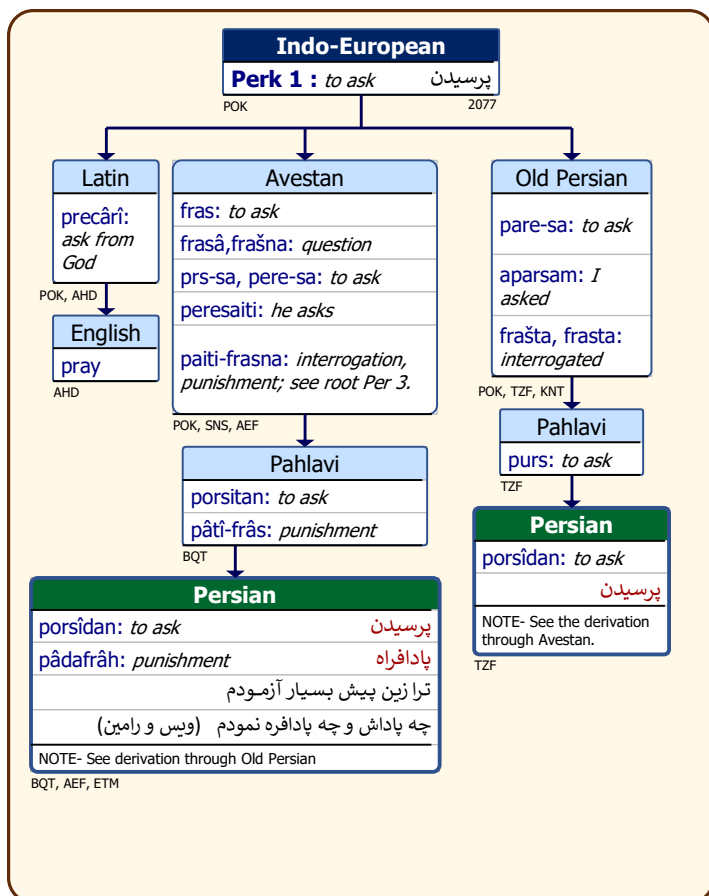 Indo-European
Perk 1 : to ask پرسیدن
POK 2077
Latin
precârî:
ask from
God
POK, AHD
English
pray
AHD
Avestan
fras: to ask
frasâ,frašna: question
prs-sa, pere-sa: to ask
peresaiti: he asks
paiti-frasna: interrogation,
punishment; see root Per 3.
POK, SNS, AEF
Pahlavi
porsitan: to ask
pâtî-frâs: punishment
BQT
Persian
porsîdan: to ask پرسیدن
pâdafrâh: punishment پادافراه
ترا زین پیش بسیار آزمودم
چه پاداش و چه پادافره نمودم (ویس و رامین)
NOTE- See derivation through Old Persian
BQT, AEF, ETM
Old Persian
pare-sa: to ask
aparsam: I
asked
frašta, frasta:
interrogated
POK, TZF, KNT
Pahlavi
purs: to ask
TZF
Persian
porsîdan: to ask
پرسیدن
NOTE- See the derivation
through Avestan.
TZF